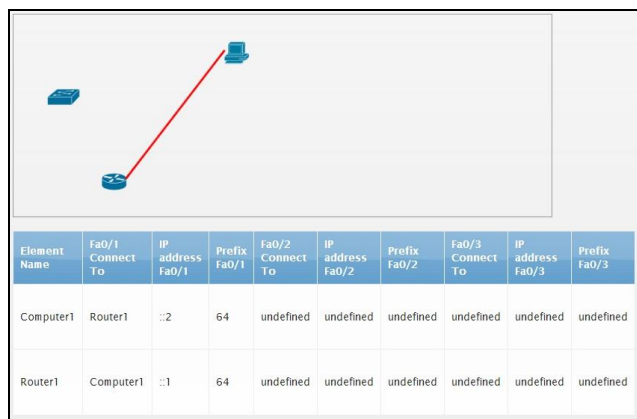 Element Name Fa0/1 Connect To IP address Fa0/1 Prefix Fa0/1 Fa0/2 Connect To IP address Fa0/2 Prefix Fa0/2 Fa0/3 Connect To IP address Fa0/3 Prefix Fa0/3
Computer1 Router1 ::2 64 undefined undefined undefined undefined undefined undefined
Router1 Computer1 ::1 64 undefined undefined undefined undefined undefined undefined